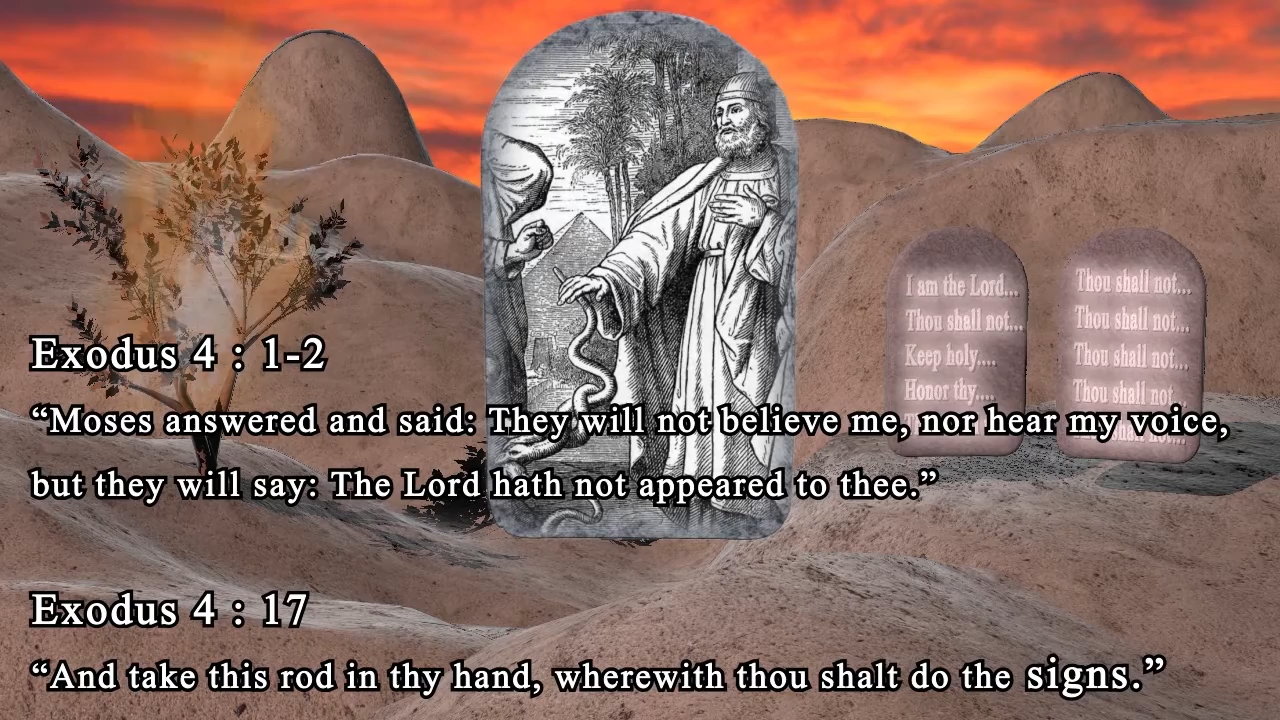 I am the Lord...
Thou shall not...
Keep holy....
Honor thy....
Thou shall not...
Thou shall not...
Thou shall not...
Thou shall not...
shall not...
Exodus 4 : 1-2
“Moses answered and said: They will not believe me, nor hear my voice,
but they will say: The Lord hath not appeared to thee.”
Exodus 4 : 17
“And take this rod in thy hand, wherewith thou shalt do the signs.”